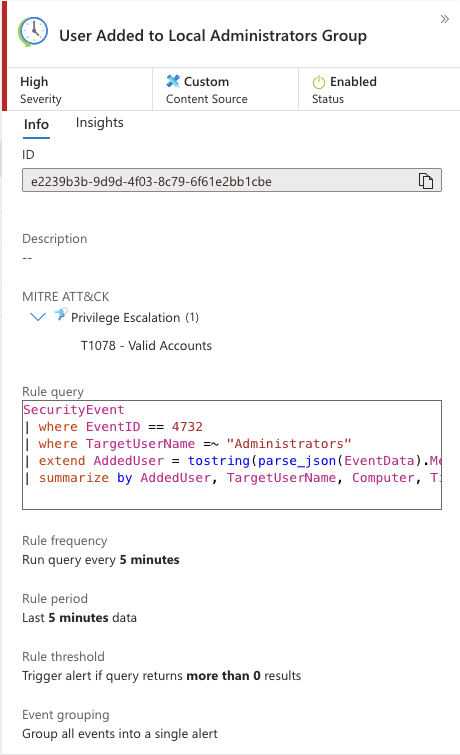 User Added to Local Administrators Group
High
Severity
Custom
Content Source
Enabled
Status
Info
Insights
ID
e2239b3b-9d9d-4f03-8c79-6f61e2bb1cbe
Description
--
MITRE ATT&CK
Privilege Escalation (1)
T1078 - Valid Accounts
Rule query
SecurityEvent
| where EventID == 4732
| where TargetUserName =~ "Administrators"
| extend AddedUser = tostring(parse_json(EventData).Me
| summarize by AddedUser, TargetUserName, Computer, Ti
Rule frequency
Run query every 5 minutes
Rule period
Last 5 minutes data
Rule threshold
Trigger alert if query returns more than 0 results
Event grouping
Group all events into a single alert